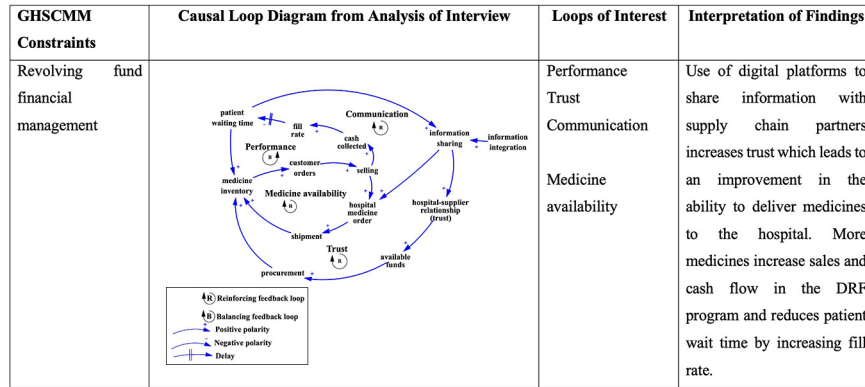 GHSCMM
Constraints
Causal Loop Diagram from Analysis of Interview
Loops of Interest
Interpretation of Findings
Revolving fund
financial
management
patient
waiting time
fill
rate
Communication
R
cash
collected
information
sharing
information
integration
Performance
B
customer
orders
selling
medicine
inventory
Medicine availability
R
hospital
medicine
order
hospital-supplier
relationship
(trust)
shipment
Trust
R
available
funds
procurement
R Reinforcing feedback loop
B Balancing feedback loop
+ Positive polarity
- Negative polarity
Delay
Performance
Trust
Communication
Medicine
availability
Use of digital platforms to
share information with
supply chain partners
increases trust which leads to
an improvement in the
ability to deliver medicines
to the hospital. More
medicines increase sales and
cash flow in the DRF
program and reduces patient
wait time by increasing fill
rate.